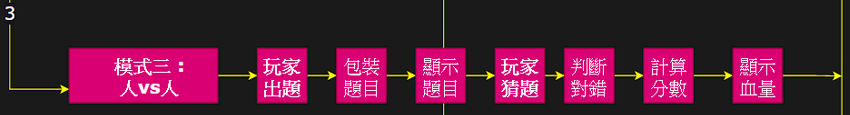 3
模式三：
人vs人
玩家
出題
包裝
題目
顯示
題目
玩家
猜題
判斷
對錯
計算
分數
顯示
血量